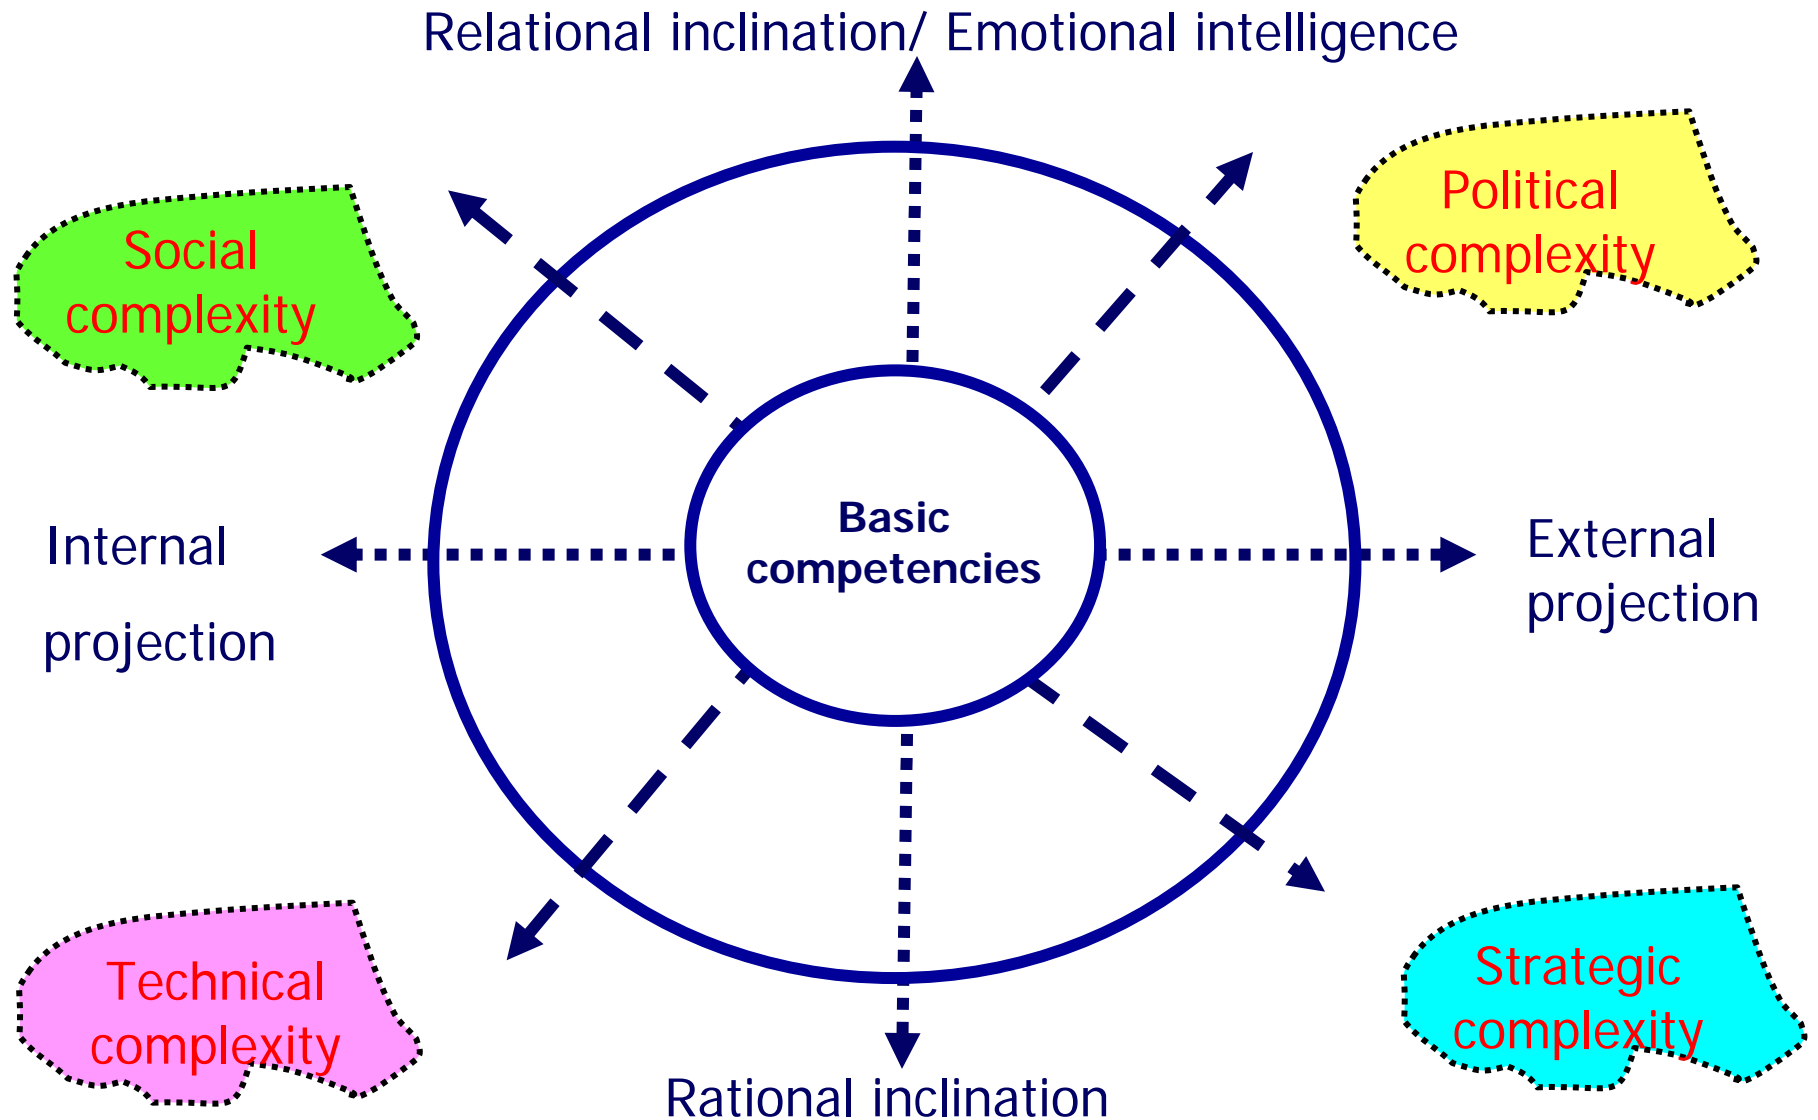 Relational inclination/ Emotional intelligence
Political
complexity
Social
complexity
Basic
competencies
Internal
projection
External
projection
Technical
complexity
Strategic
complexity
Rational inclination